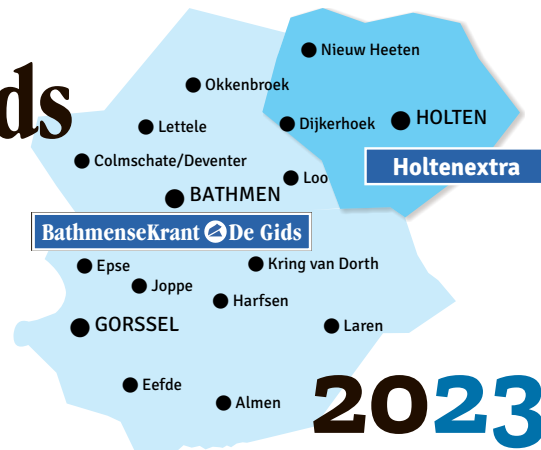 Nieuw Heeten
Okkenbroek
ds
Lettele
Dijkerhoek
HOLTEN
Colmschate/Deventer
Holtenextra
Loo
BATHMEN
BathmenseKrant De Gids
Epse
Kring van Dorth
Joppe
Harfsen
GORSSEL
Laren
Eefde
Almen
2023